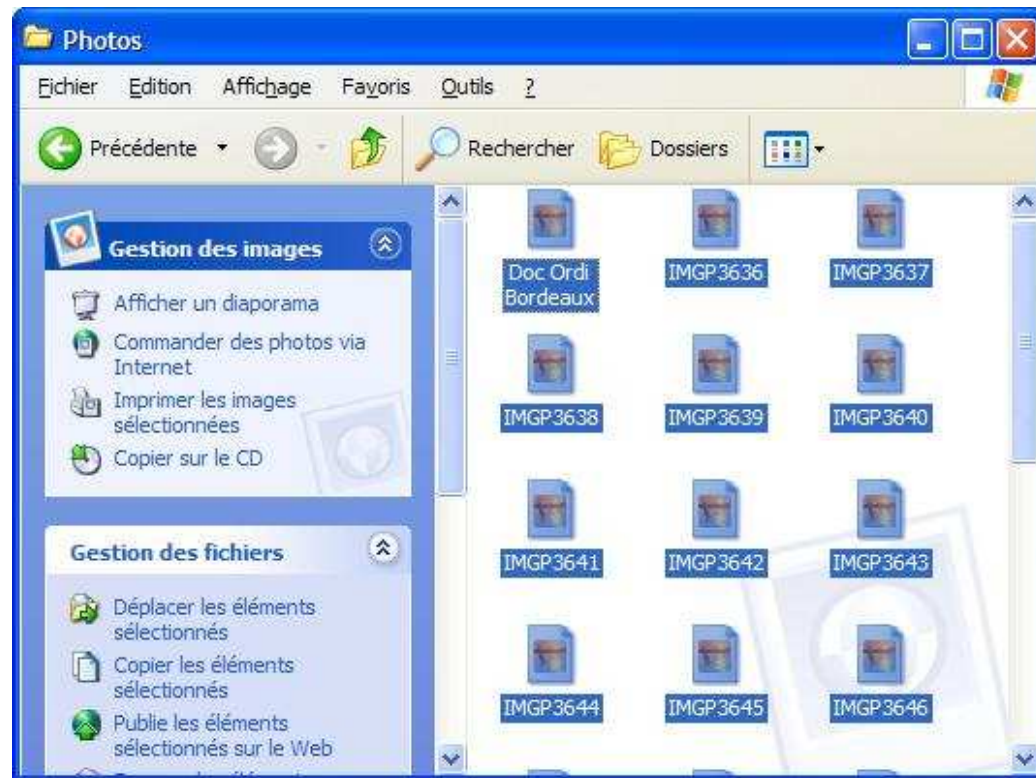 Photos
Fichier Edition Affichage Favoris Outils ?
Précédente Rechercher Dossiers
Gestion des images
Afficher un diaporama
Commander des photos via
Internet
Imprimer les images
sélectionnées
Copier sur le CD
Gestion des fichiers
Déplacer les éléments
sélectionnés
Copier les éléments
sélectionnés
Publie les éléments
sélectionnés sur le Web
Doc Ordi
Bordeaux
IMGP3636
IMGP3637
IMGP3638
IMGP3639
IMGP3640
IMGP3641
IMGP3642
IMGP3643
IMGP3644
IMGP3645
IMGP3646